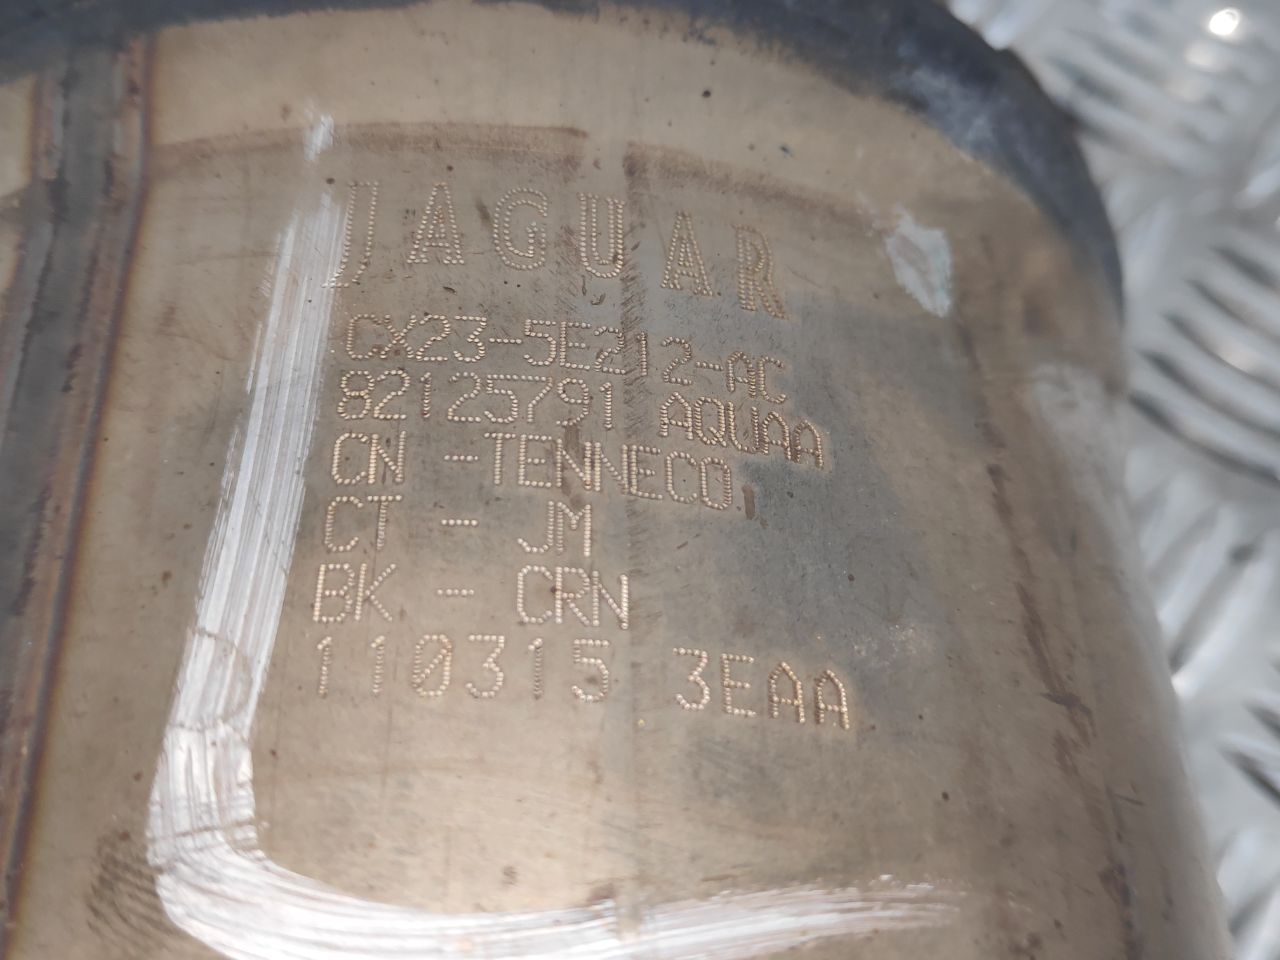 JAGUAR
CX23-5E212-AC
82125791 AQUAA
CN -TENNECO
CT - JM
BK - CRN
110315 3EAA